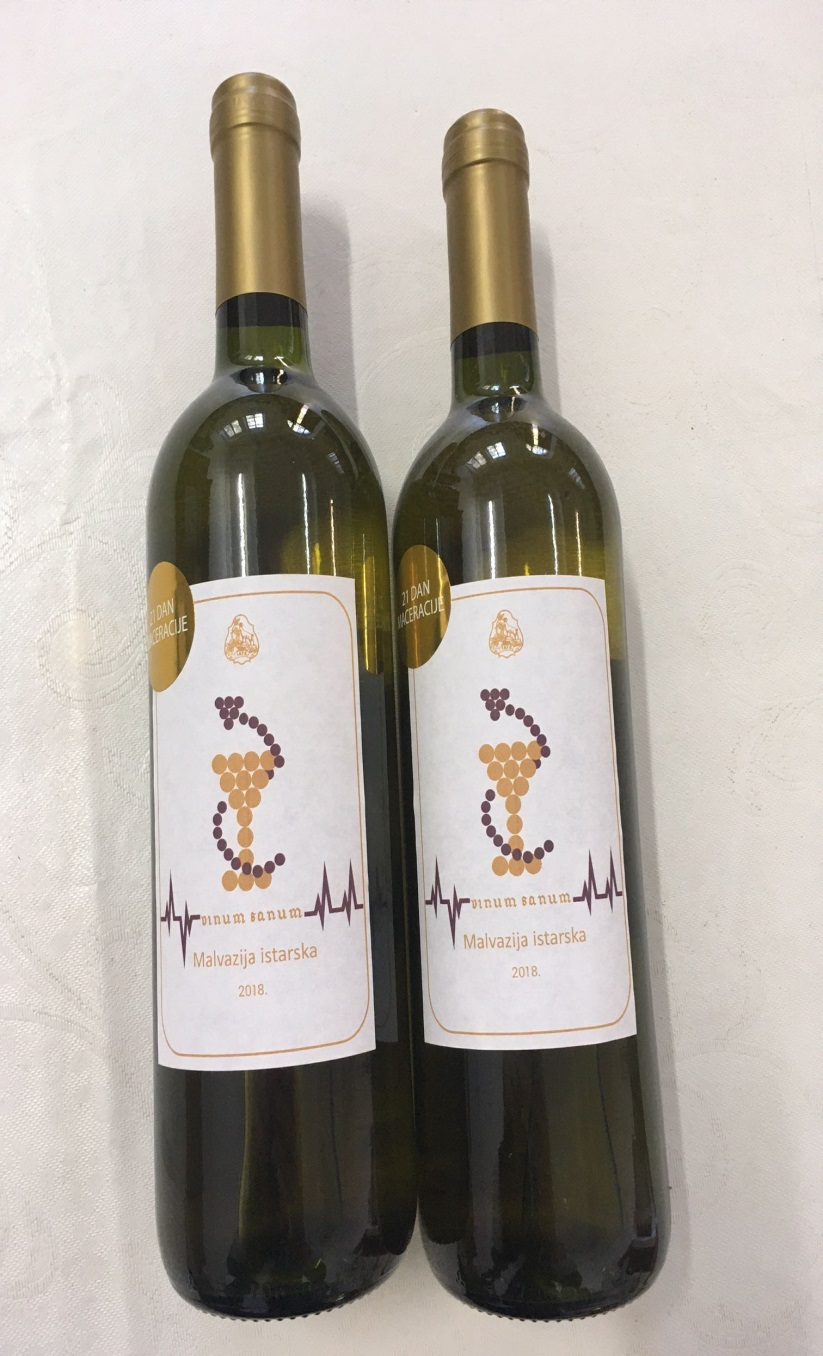 21 DAN
MACERACIJE
vinum sanum
Malvazija istarska
2018.
21 DAN
MACERACIJE
vinum sanum
Malvazija istarska
2018.